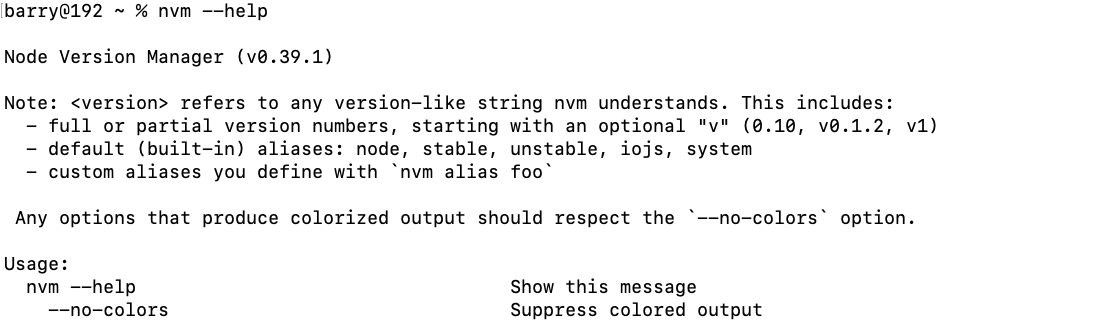 barry@192 ~ % nvm --help
Node Version Manager (v0.39.1)
Note: <version> refers to any version-like string nvm understands. This includes:
- full or partial version numbers, starting with an optional "v" (0.10, v0.1.2, v1)
- default (built-in) aliases: node, stable, unstable, iojs, system
- custom aliases you define with `nvm alias foo`
Any options that produce colorized output should respect the `--no-colors` option.
Usage:
nvm --help Show this message
--no-colors Suppress colored output